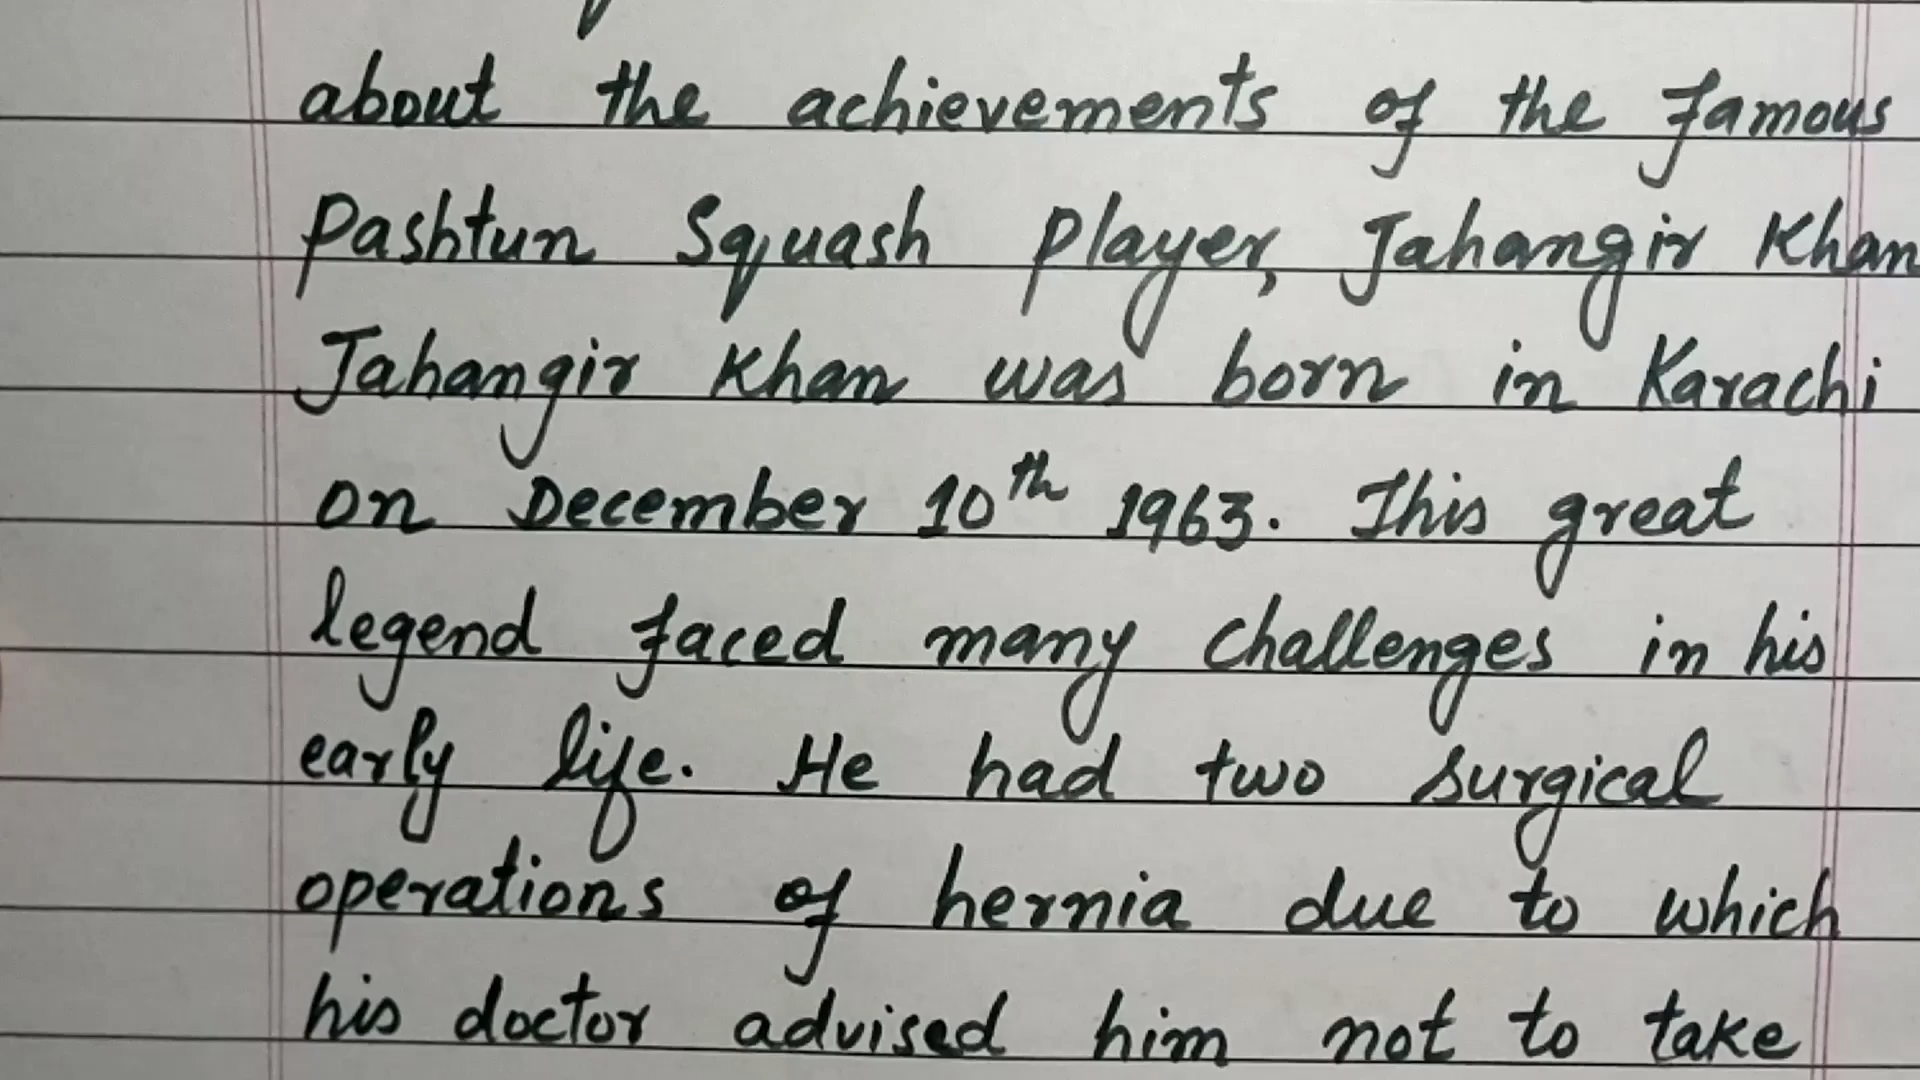 about the achievements of the famous
Pashtun Squash player, Jahangir Khan
Jahangir Khan was born in Karachi
on December 10th 1963. This great
legend faced many challenges in his
early life. He had two surgical
operations of hernia due to which
his doctor advised him not to take